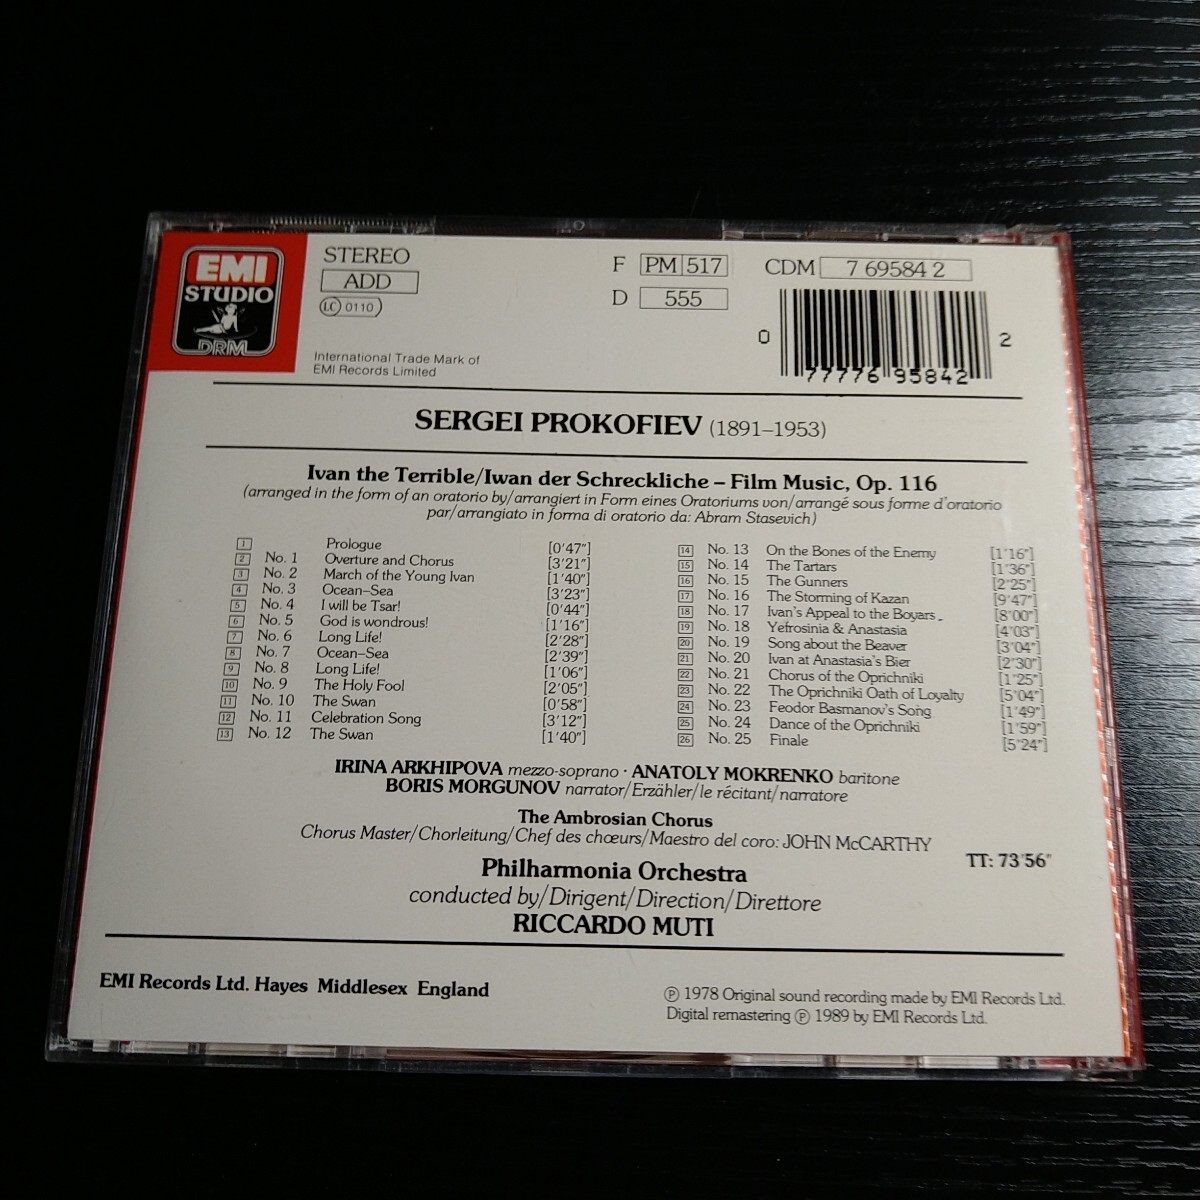 EMI
STUDIO
DRM
STEREO
ADD
LC 0110
International Trade Mark of
EMI Records Limited
F PM 517
D 555
CDM 7 69584 2
0 77776 95842 2
SERGEI PROKOFIEV (1891–1953)
Ivan the Terrible/Iwan der Schreckliche – Film Music, Op. 116
(arranged in the form of an oratorio by/arrangiert in Form eines Oratoriums von/arrangé sous forme d'oratorio
par/arrangiato in forma di oratorio da: Abram Stasevich)
1 Prologue [0'47"]
2 No. 1 Overture and Chorus [3'21"]
3 No. 2 March of the Young Ivan [1'40"]
4 No. 3 Ocean–Sea [3'23"]
5 No. 4 I will be Tsar! [0'44"]
6 No. 5 God is wondrous! [1'16"]
7 No. 6 Long Life! [2'28"]
8 No. 7 Ocean–Sea [2'39"]
9 No. 8 Long Life! [1'06"]
10 No. 9 The Holy Fool [2'05"]
11 No. 10 The Swan [0'58"]
12 No. 11 Celebration Song [3'12"]
13 No. 12 The Swan [1'40"]
14 No. 13 On the Bones of the Enemy [1'16"]
15 No. 14 The Tartars [1'36"]
16 No. 15 The Gunners [2'25"]
17 No. 16 The Storming of Kazan [9'47"]
18 No. 17 Ivan's Appeal to the Boyars. [8'00"]
19 No. 18 Yefrosinia & Anastasia [4'03"]
20 No. 19 Song about the Beaver [3'04"]
21 No. 20 Ivan at Anastasia's Bier [2'30"]
22 No. 21 Chorus of the Oprichniki [1'25"]
23 No. 22 The Oprichniki Oath of Loyalty [5'04"]
24 No. 23 Feodor Basmanov's Song [1'49"]
25 No. 24 Dance of the Oprichniki [1'59"]
26 No. 25 Finale [5'24"]
IRINA ARKHIPOVA mezzo-soprano · ANATOLY MOKRENKO baritone
BORIS MORGUNOV narrator/Erzähler/le récitant/narratore
The Ambrosian Chorus
Chorus Master/Chorleitung/Chef des chœurs/Maestro del coro: JOHN McCARTHY
TT: 73'56"
Philharmonia Orchestra
conducted by/Dirigent/Direction/Direttore
RICCARDO MUTI
EMI Records Ltd. Hayes Middlesex England
℗ 1978 Original sound recording made by EMI Records Ltd.
Digital remastering ℗ 1989 by EMI Records Ltd.